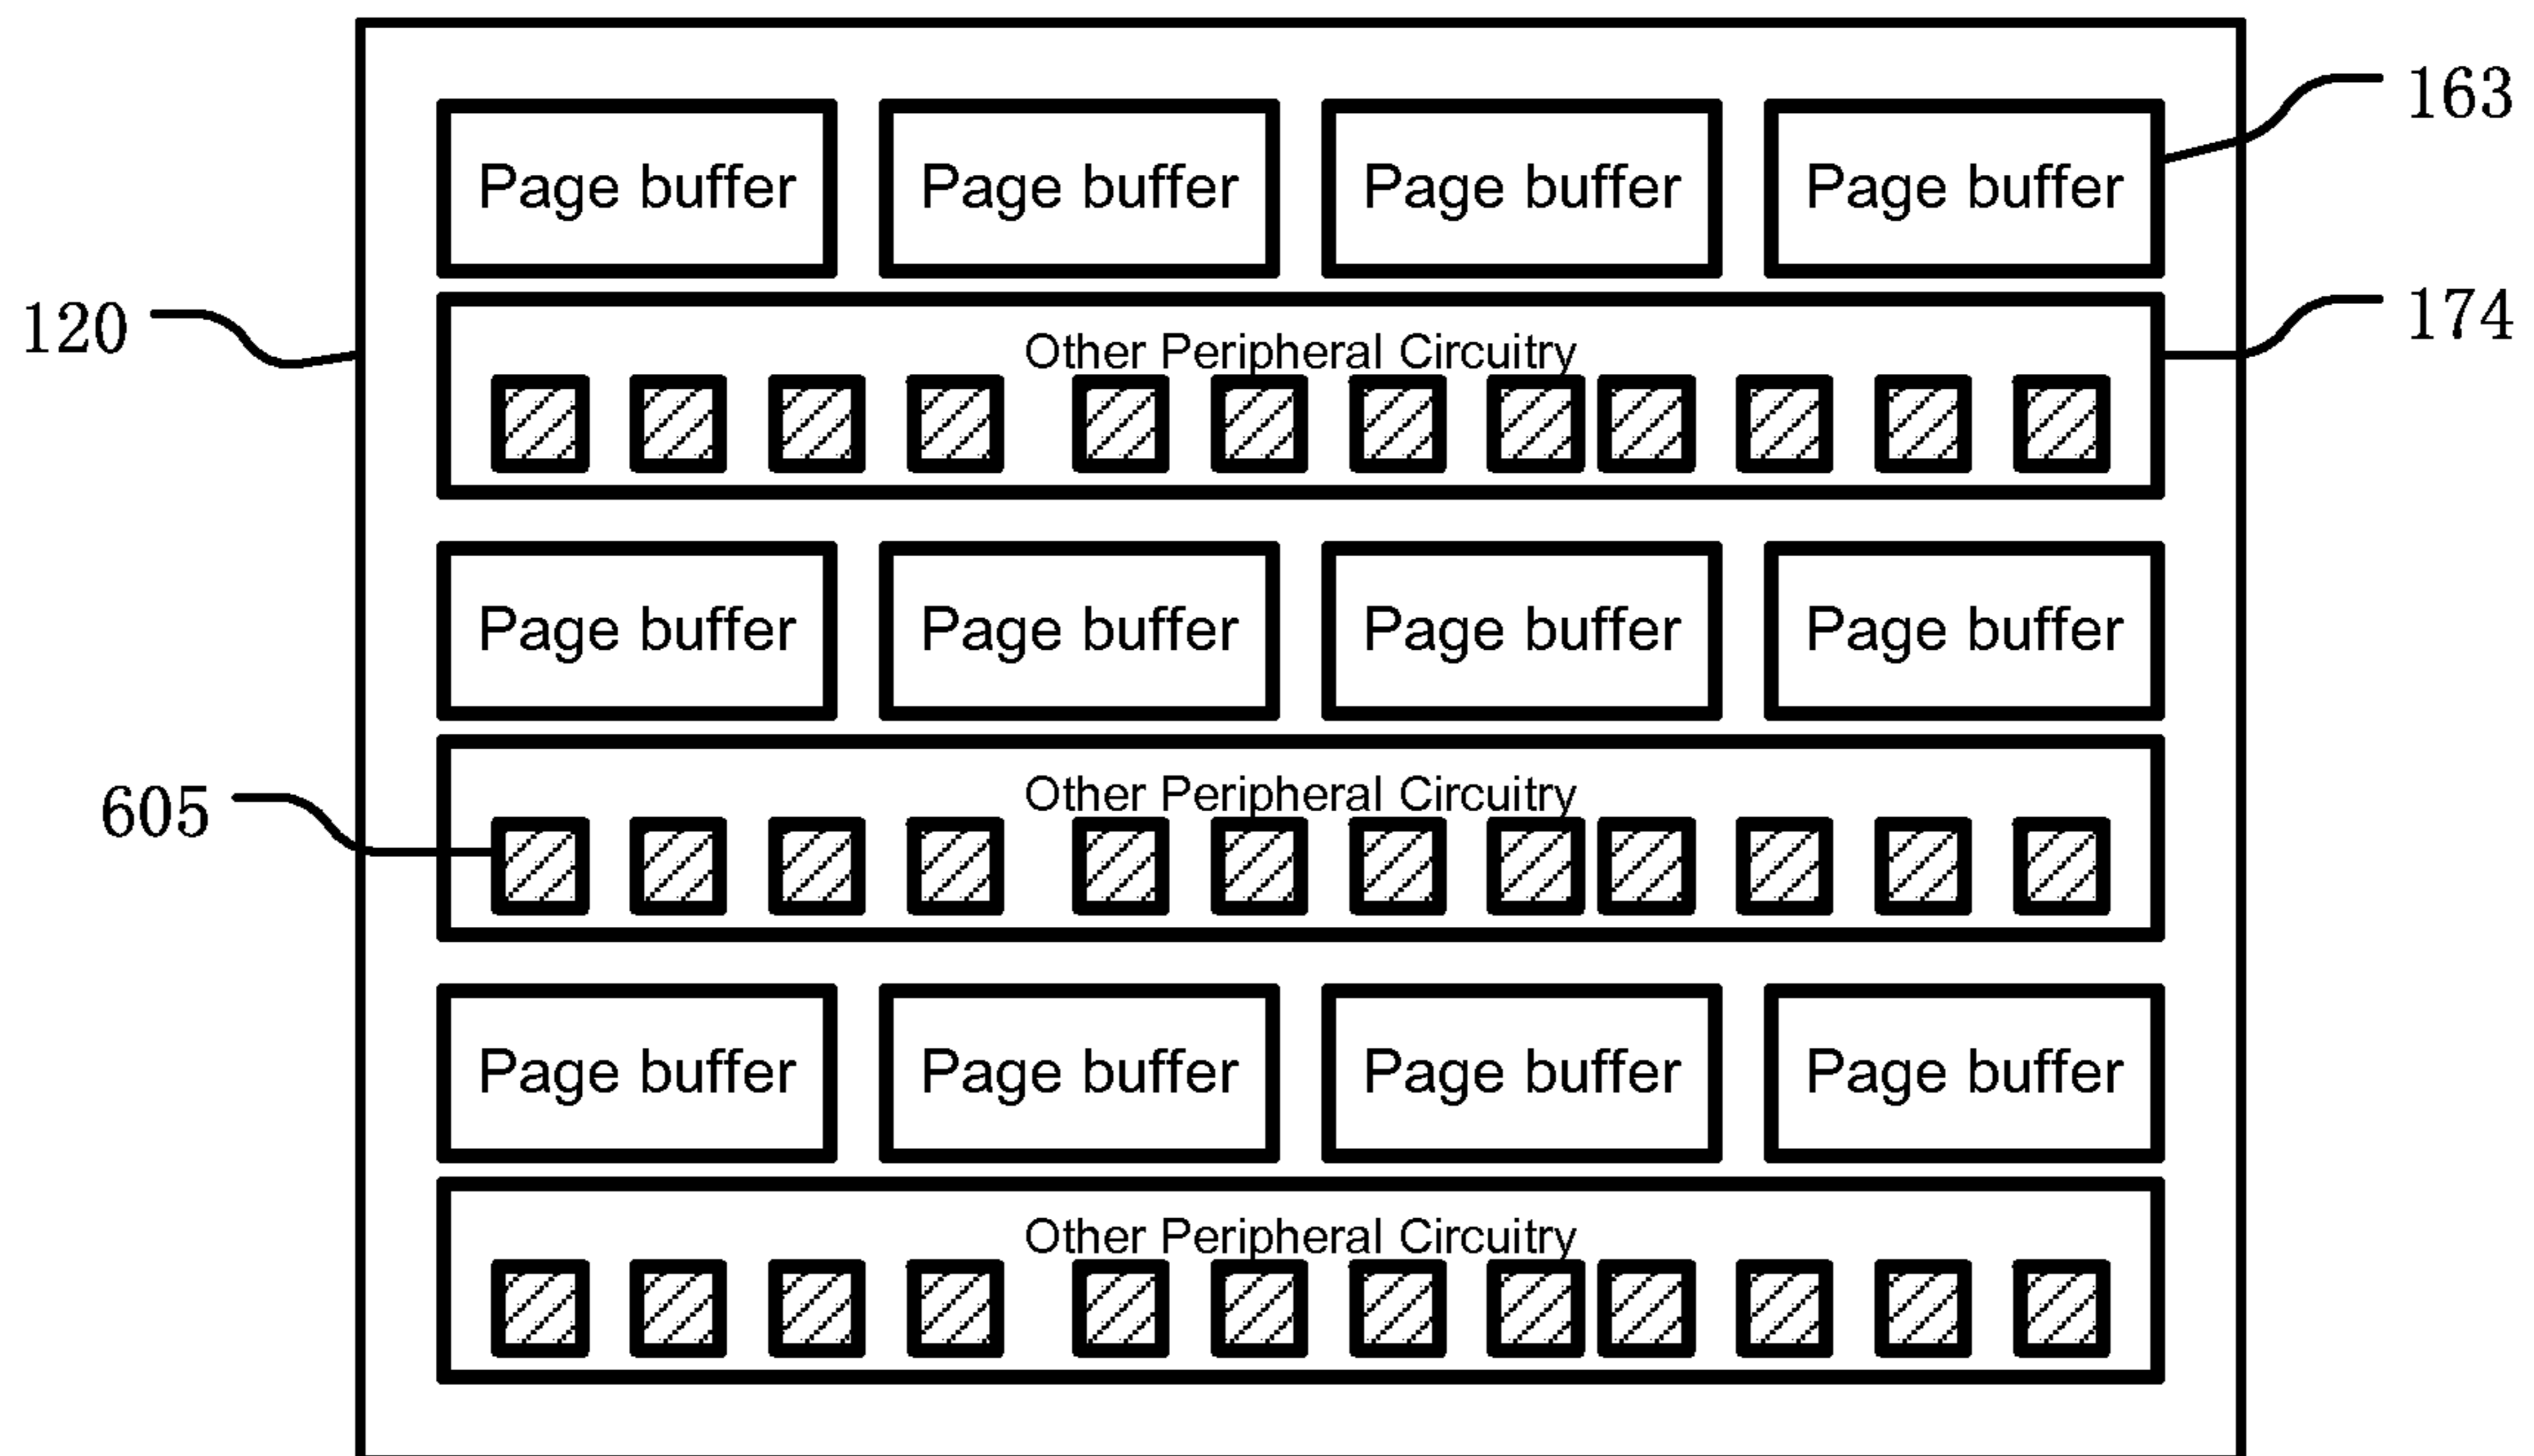 Page buffer Page buffer Page buffer Page buffer 163
120 174
Other Peripheral Circuitry
Page buffer Page buffer Page buffer Page buffer
605
Other Peripheral Circuitry
Page buffer Page buffer Page buffer Page buffer
Other Peripheral Circuitry